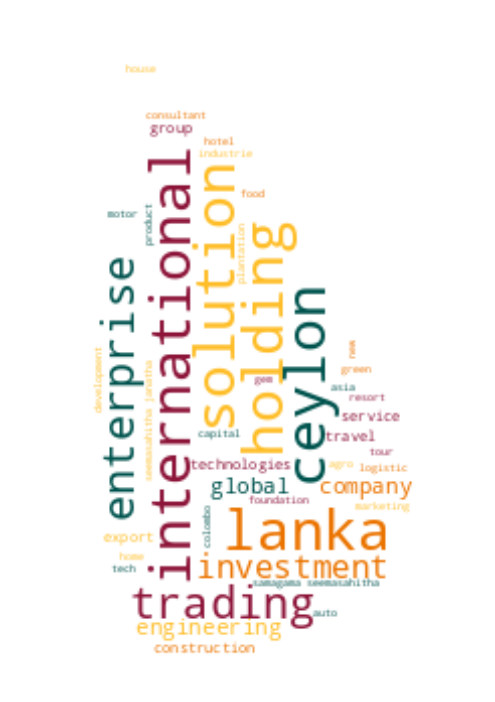 house
consultant
group
hotel
industrie
international
solution
food
motor
product
plantation
holding
enterprise
ceylon
new
development
seemasahitha janatha
green
gem
asia
resort
service
capital
travel
tour
technologies
agro
logistic
global
company
foundation
marketing
colombo
lanka
export
home
tech
investment
samagama seemasahitha
trading
auto
engineering
construction